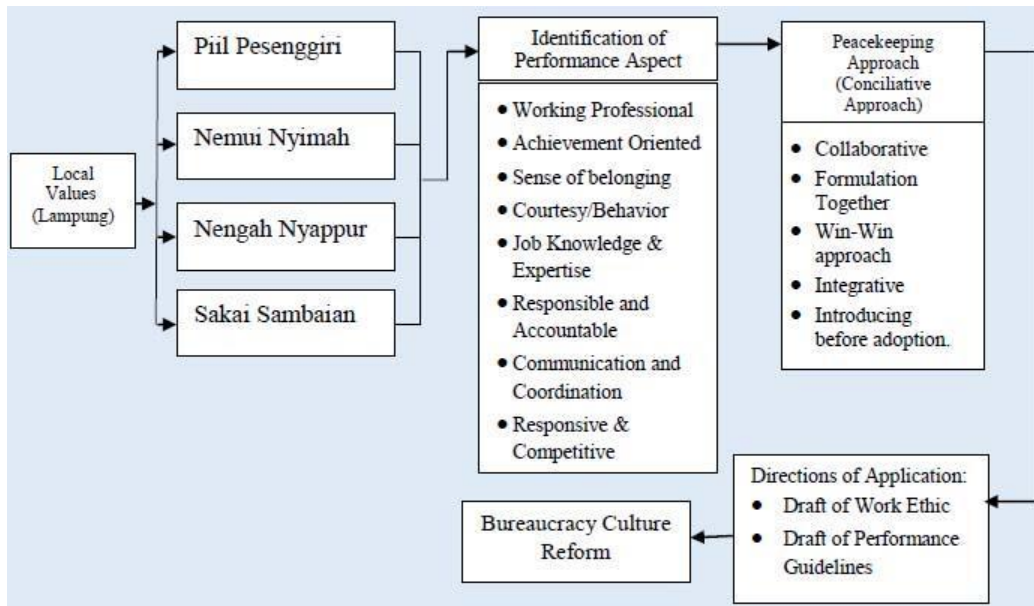 Local
Values
(Lampung)
Piil Pesenggiri
Nemui Nyimah
Nengah Nyappur
Sakai Sambaian
Identification of
Performance Aspect
● Working Professional
● Achievement Oriented
● Sense of belonging
● Courtesy/Behavior
● Job Knowledge &
Expertise
● Responsible and
Accountable
● Communication and
Coordination
● Responsive &
Competitive
Peacekeeping
Approach
(Conciliative
Approach)
● Collaborative
● Formulation
Together
● Win-Win
approach
● Integrative
● Introducing
before adoption.
Directions of Application:
● Draft of Work Ethic
● Draft of Performance
Guidelines
Bureaucracy Culture
Reform